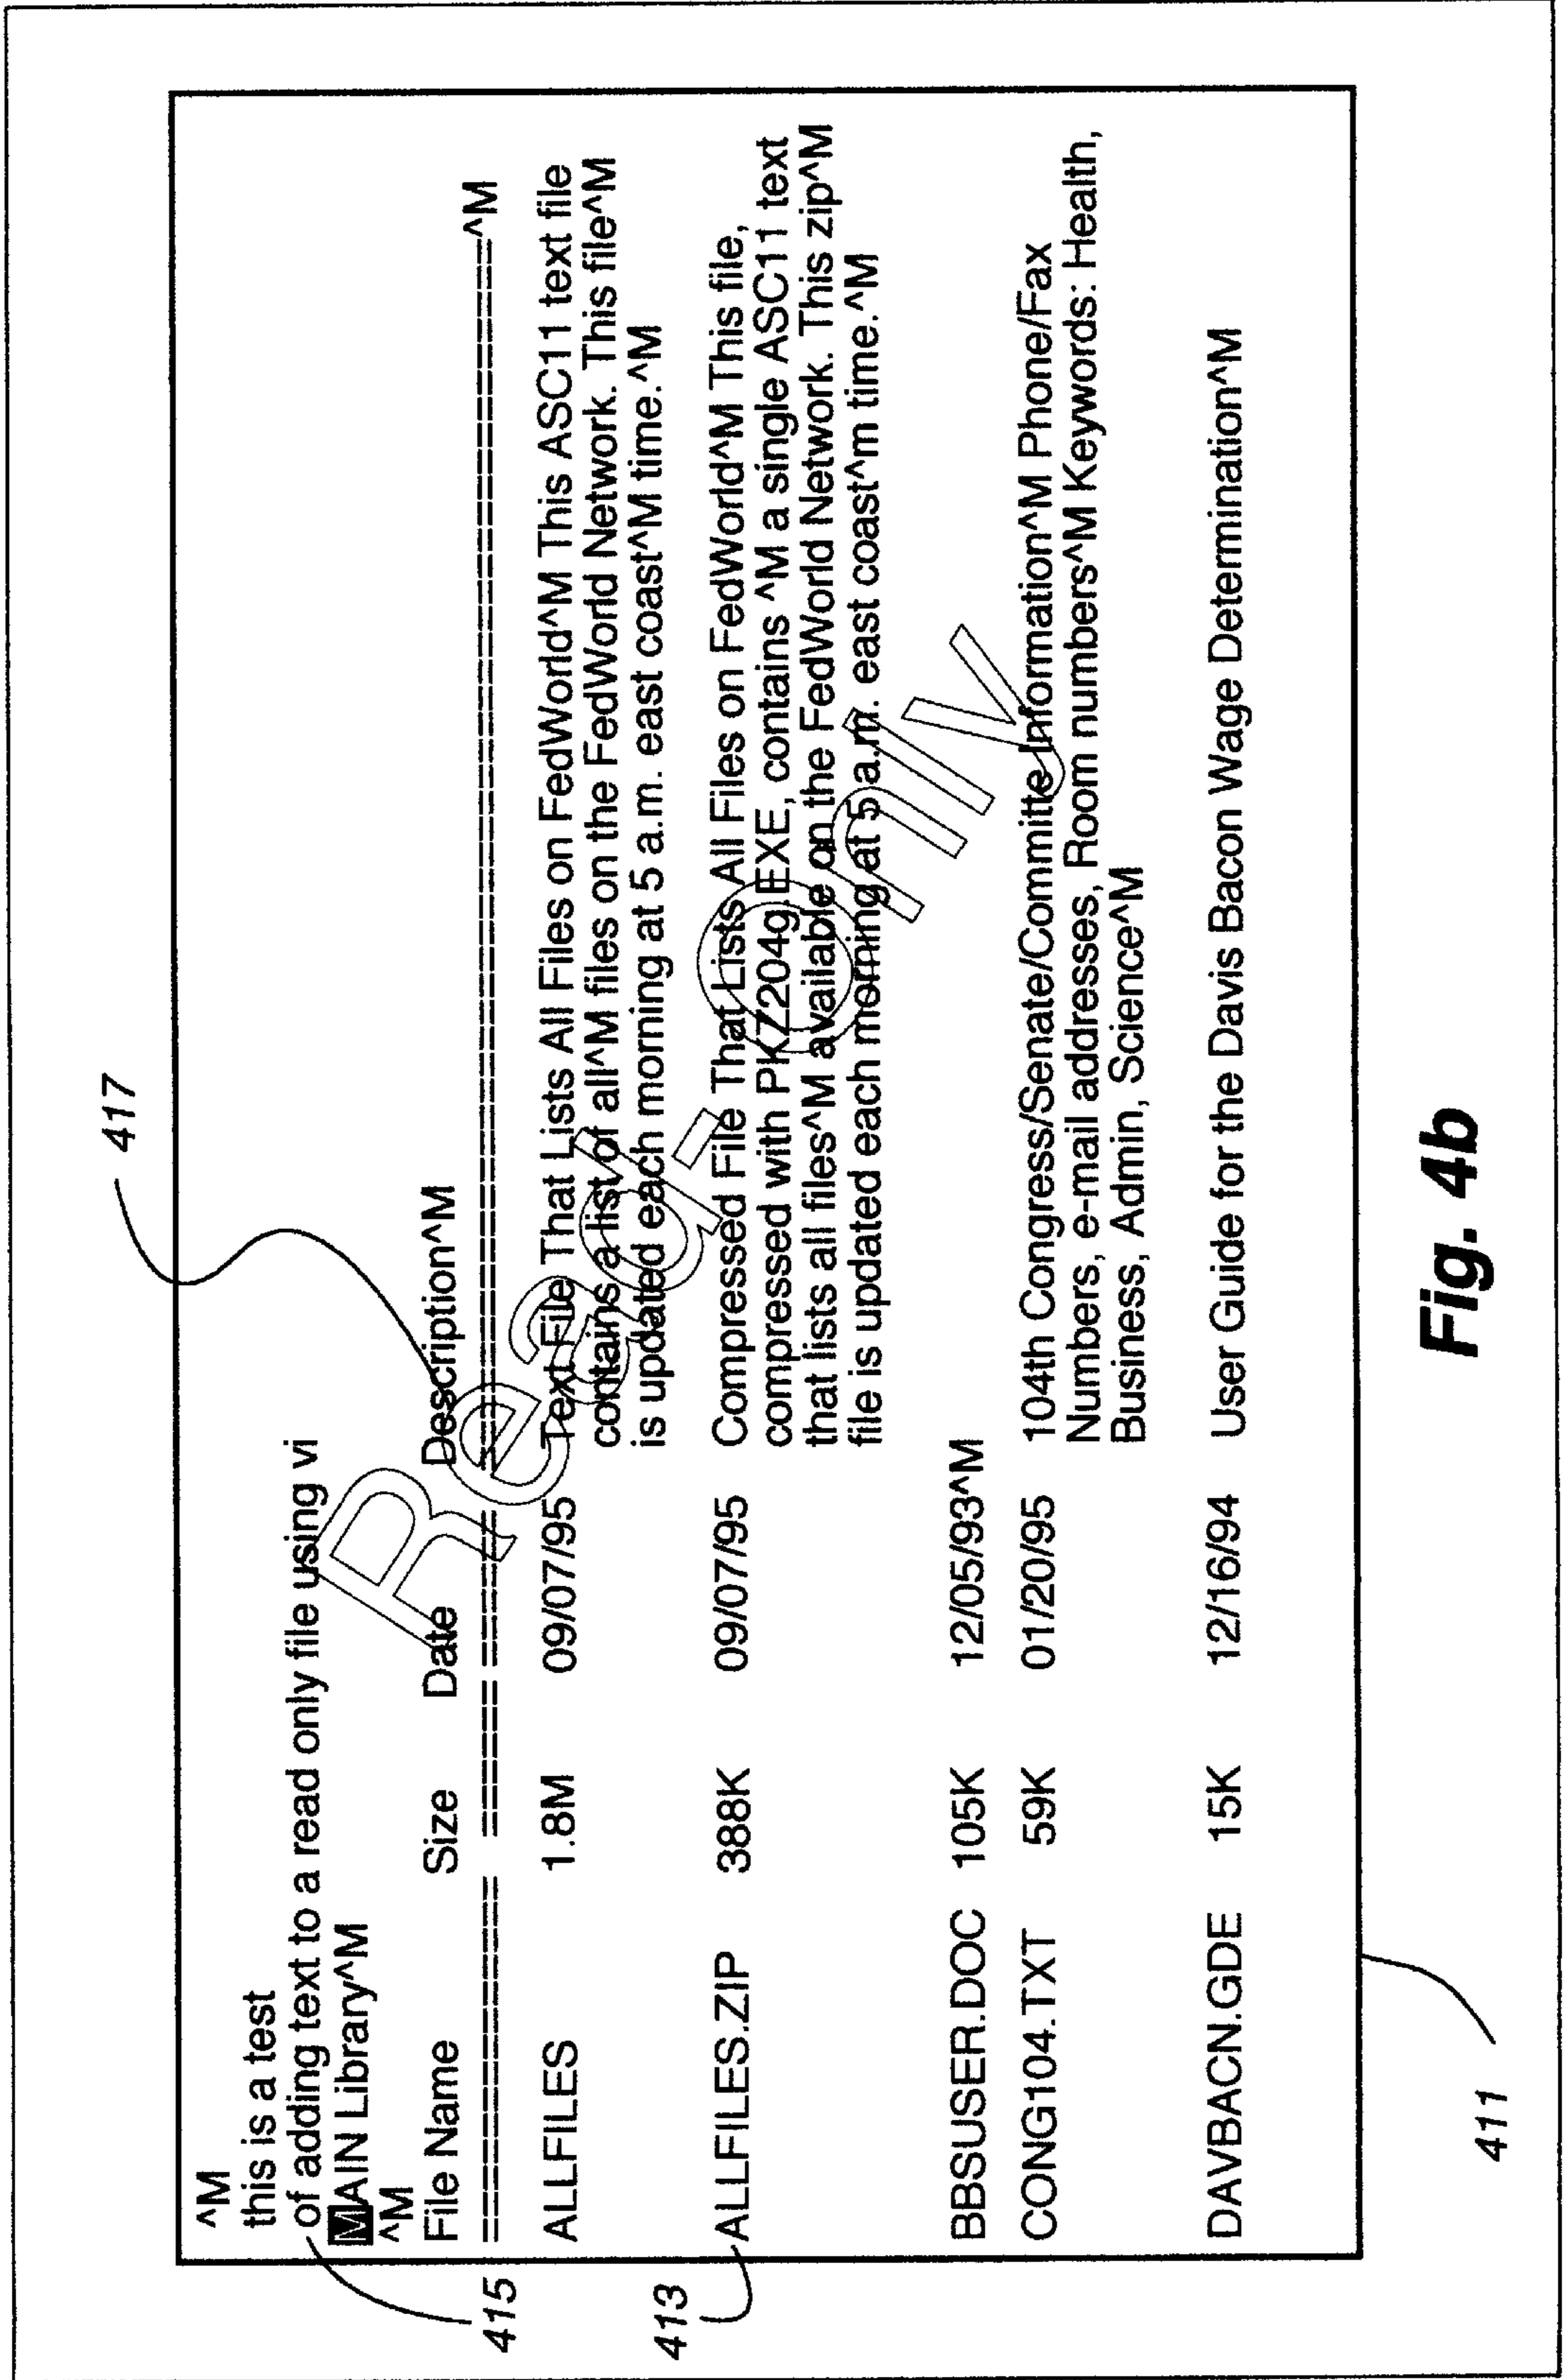 417
^M
this is a test
of adding text to a read only file using vi
MAIN Library^M
^M
File Name Size Date Description^M
======================== ===== ======== ==================================================^M
415
ALLFILES 1.8M 09/07/95 Text File That Lists All Files on FedWorld^M This ASC11 text file
contains a list of all^M files on the FedWorld Network. This file^M
is updated each morning at 5 a.m. east coast^M time.^M
413
ALLFILES.ZIP 388K 09/07/95 Compressed File That Lists All Files on FedWorld^M This file,
compressed with PKZ204g.EXE, contains ^M a single ASC11 text
that lists all files^M available on the FedWorld Network. This zip^M
file is updated each morning at 5 a.m. east coast^m time.^M
BBSUSER.DOC 105K 12/05/93^M
CONG104.TXT 59K 01/20/95 104th Congress/Senate/Committe Information^M Phone/Fax
Numbers, e-mail addresses, Room numbers^M Keywords: Health,
Business, Admin, Science^M
DAVBACN.GDE 15K 12/16/94 User Guide for the Davis Bacon Wage Determination^M
Read-Only
411
Fig. 4b